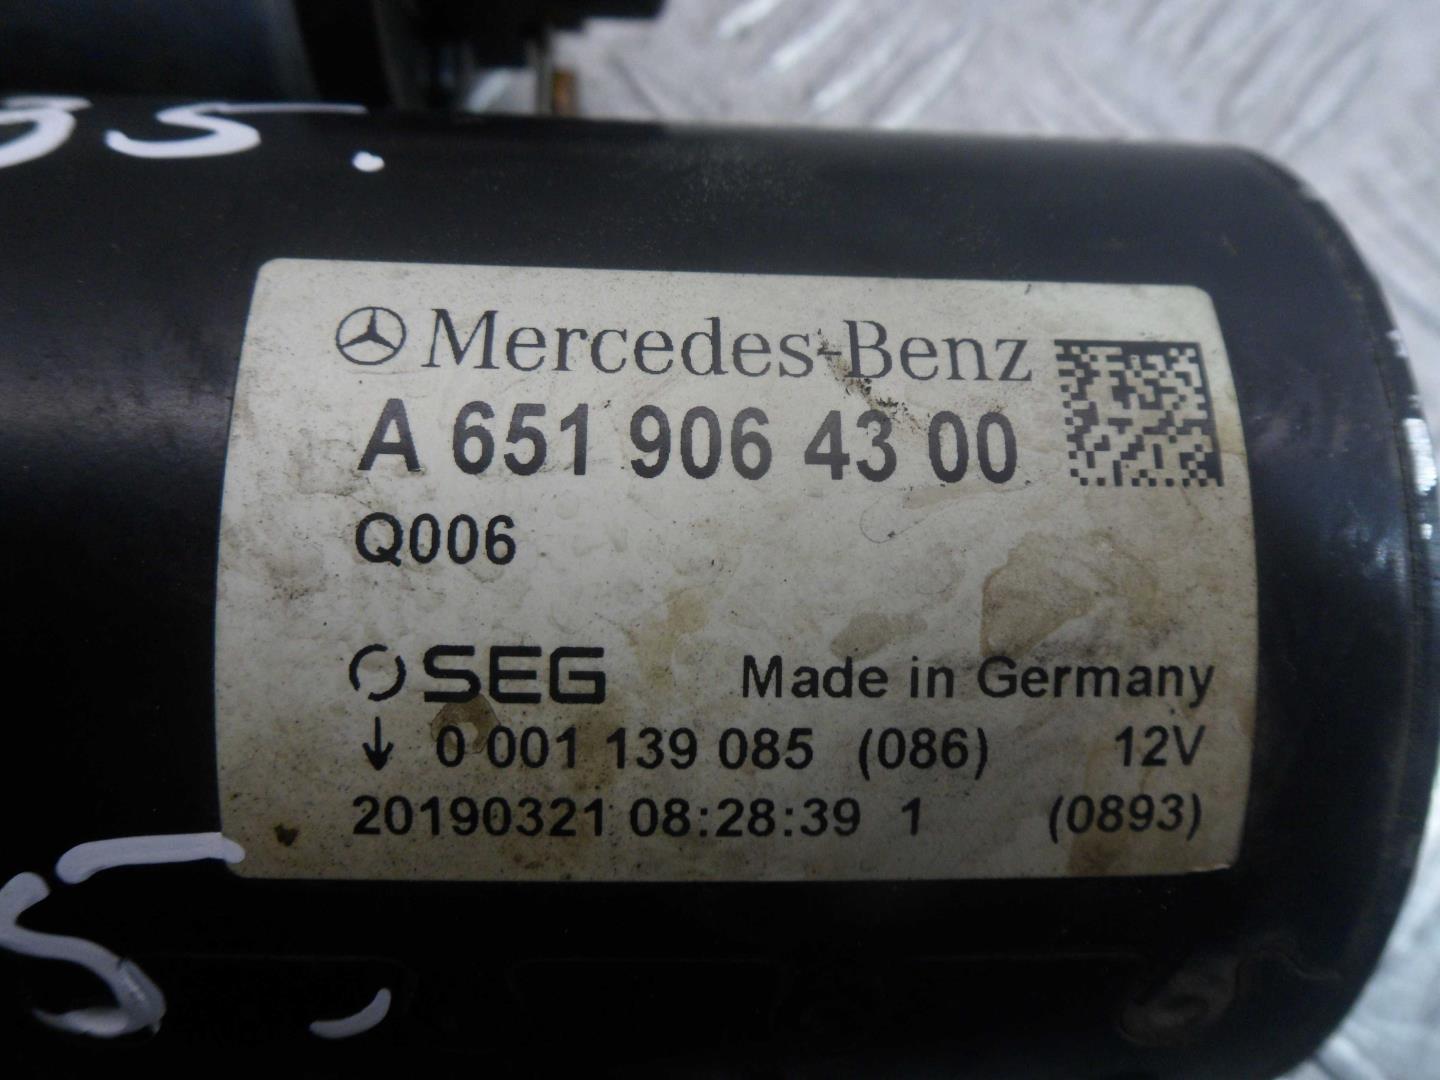 5S.
Mercedes-Benz
A 651 906 43 00
Q006
SEG Made in Germany
↓ 0 001 139 085 (086) 12V
20190321 08:28:39 1 (0893)